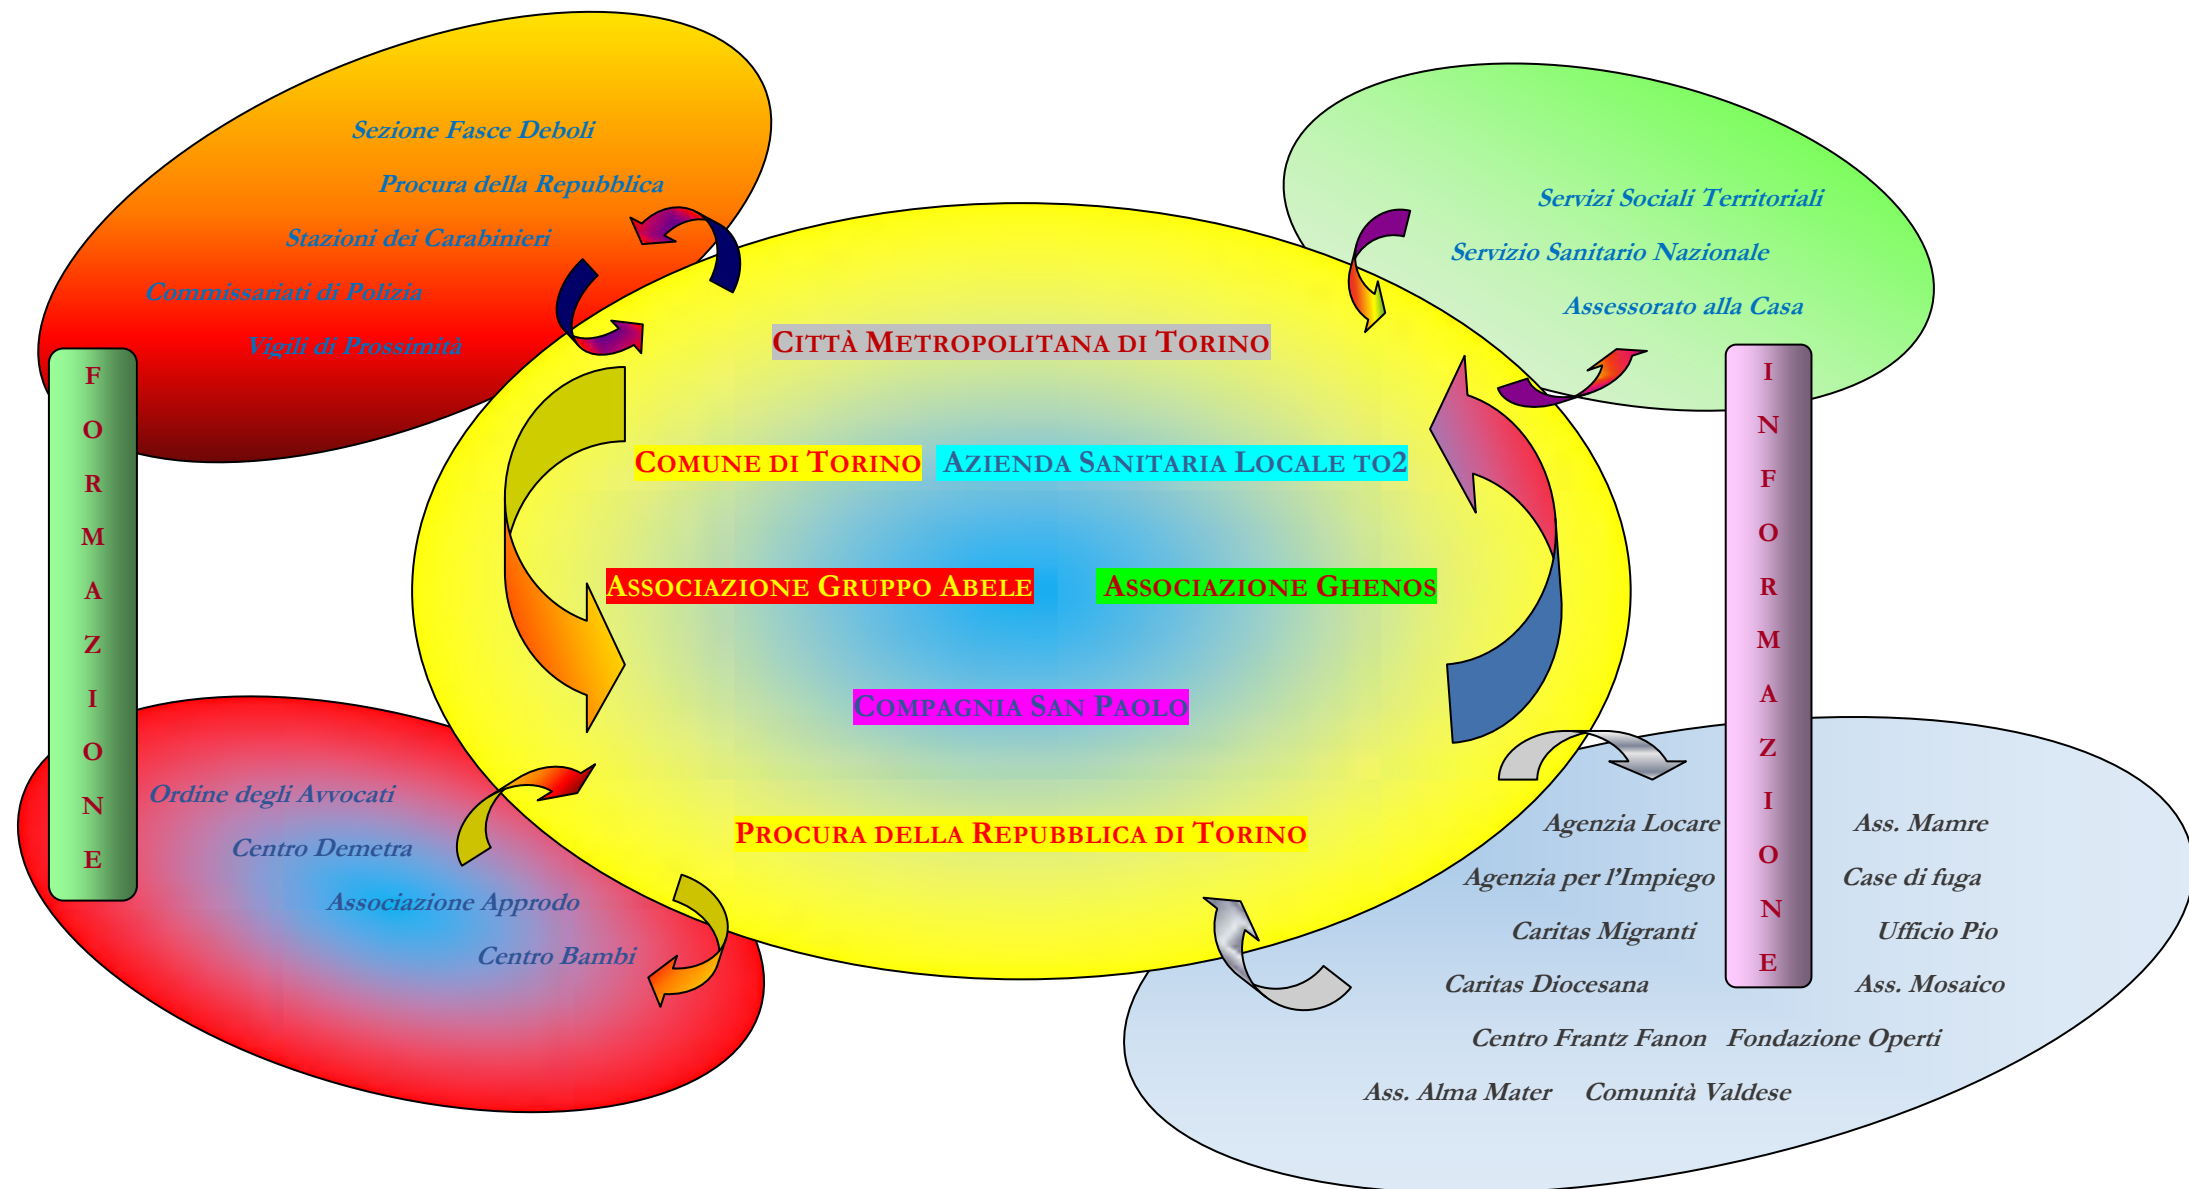 Sezione Fasce Deboli
Procura della Repubblica
Stazioni dei Carabinieri
Commissariati di Polizia
Vigili di Prossimità
Servizi Sociali Territoriali
Servizio Sanitario Nazionale
Assessorato alla Casa
FORMAZIONE
CITTÀ METROPOLITANA DI TORINO
COMUNE DI TORINO AZIENDA SANITARIA LOCALE TO2
ASSOCIAZIONE GRUPPO ABELE ASSOCIAZIONE GHENOS
COMPAGNIA SAN PAOLO
PROCURA DELLA REPUBBLICA DI TORINO
INFORMAZIONE
Ordine degli Avvocati
Centro Demetra
Associazione Approdo
Centro Bambi
Agenzia Locare Ass. Mamre
Agenzia per l'Impiego Case di fuga
Caritas Migranti Ufficio Pio
Caritas Diocesana Ass. Mosaico
Centro Frantz Fanon Fondazione Operti
Ass. Alma Mater Comunità Valdese